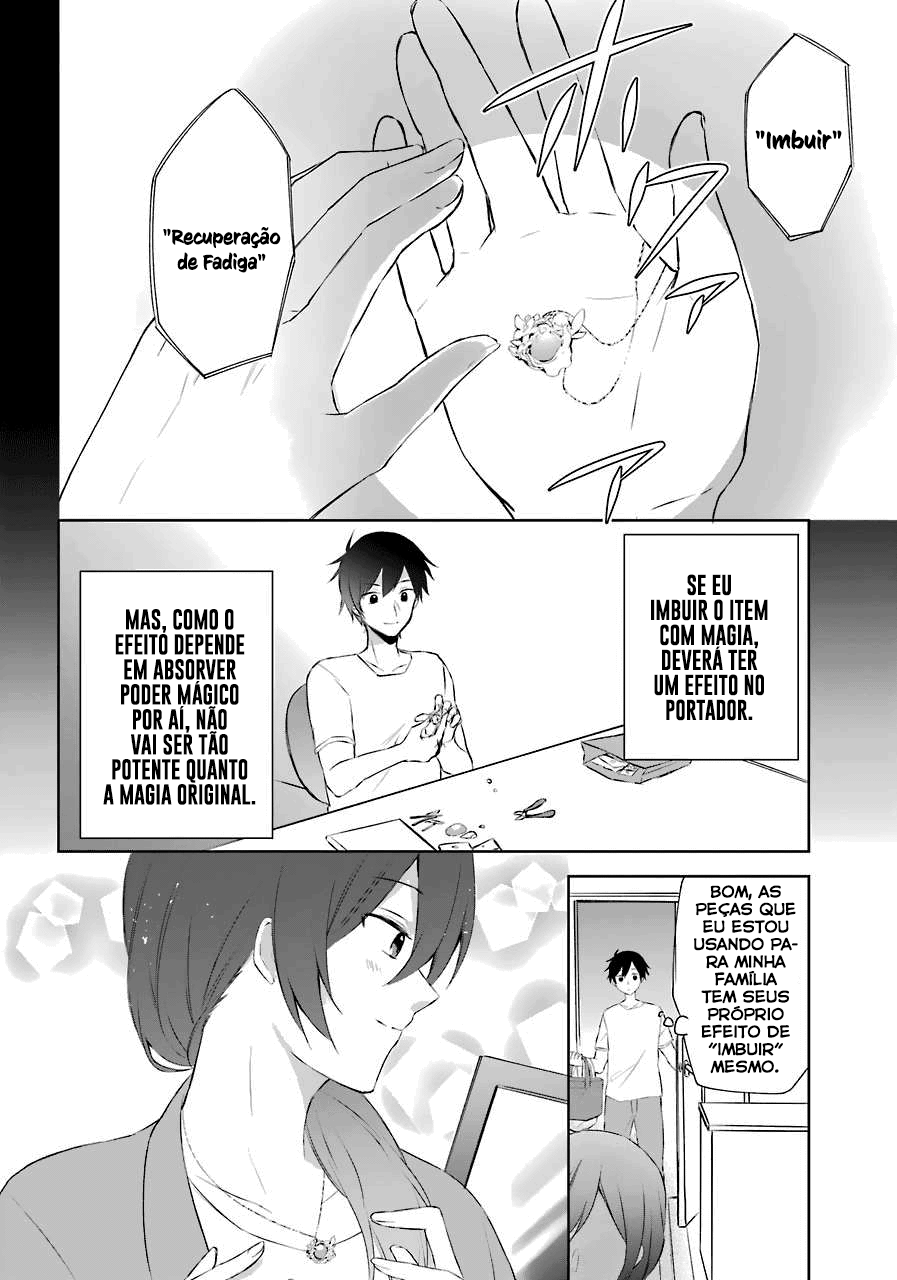 "Imbuir"
"Recuperação
de Fadiga"
SE EU
IMBUIR O ITEM
COM MAGIA,
DEVERÁ TER
UM EFEITO NO
PORTADOR.
MAS, COMO O
EFEITO DEPENDE
EM ABSORVER
PODER MÁGICO
POR AÍ, NÃO
VAI SER TÃO
POTENTE QUANTO
A MAGIA ORIGINAL.
BOM, AS
PEÇAS QUE
EU ESTOU
USANDO PA-
RA MINHA
FAMÍLIA
TEM SEUS
PRÓPRIO
EFEITO DE
"IMBUIR"
MESMO.